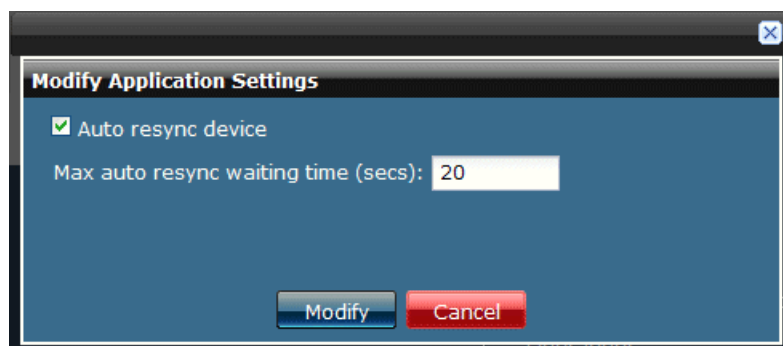 Modify Application Settings
Auto resync device
Max auto resync waiting time (secs): 20
Modify Cancel